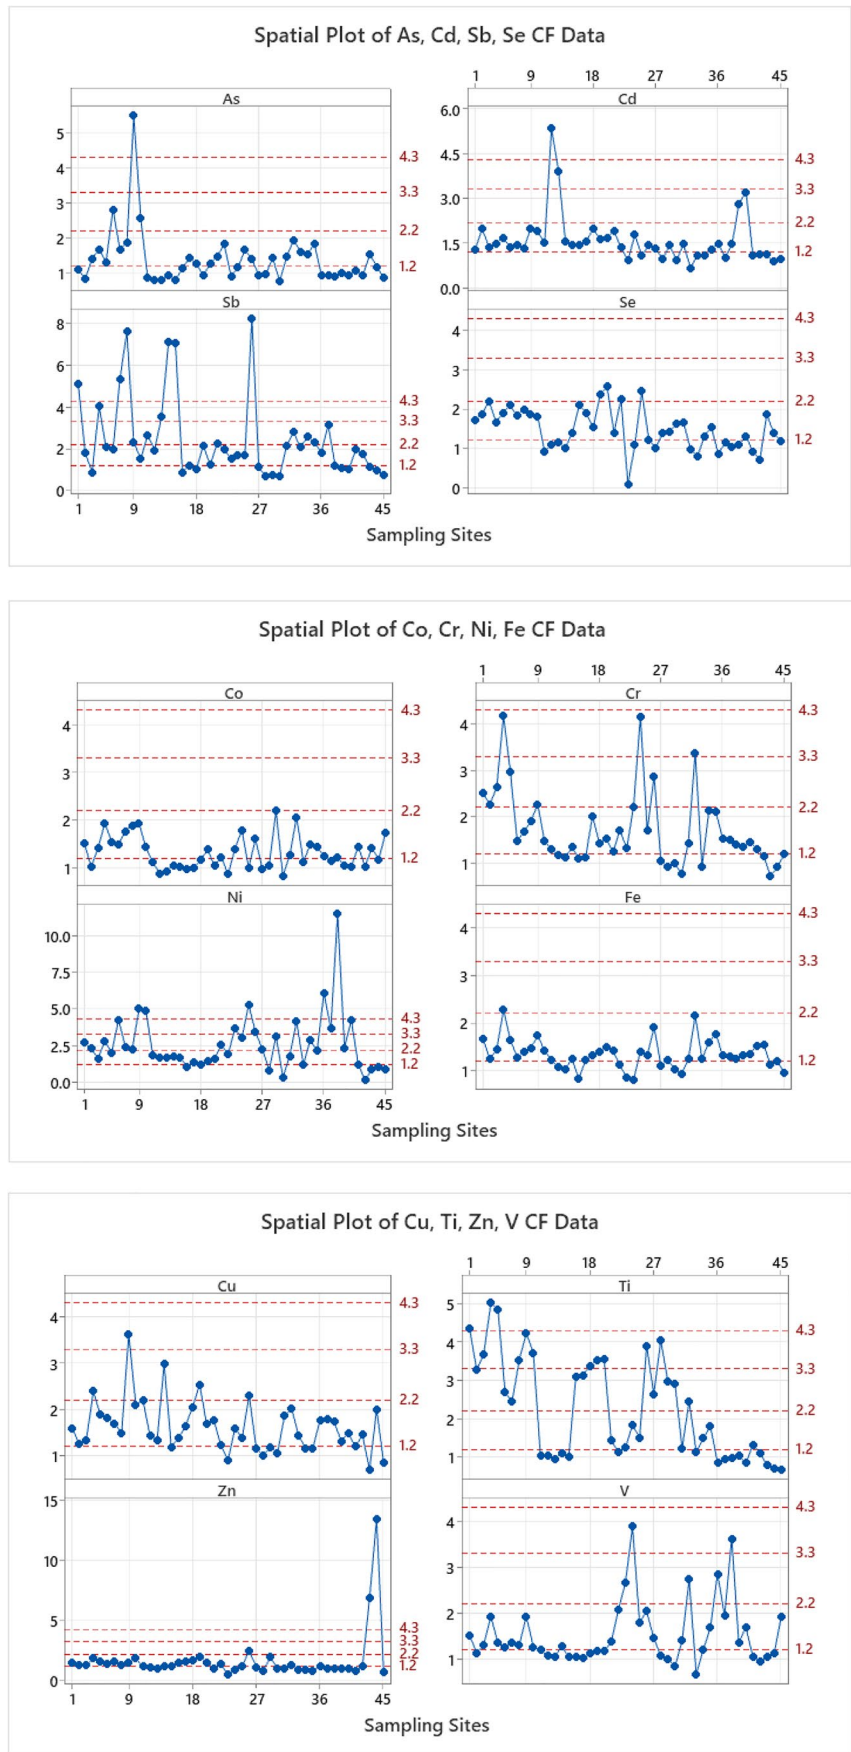 Spatial Plot of As, Cd, Sb, Se CF Data
1 9 18 27 36 45
As Cd
5 4 3 2 1
4.3 3.3 2.2 1.2
6.0 4.5 3.0 1.5 0.0
4.3 3.3 2.2 1.2
Sb Se
8 6 4 2 0
4.3 3.3 2.2 1.2
4 3 2 1 0
4.3 3.3 2.2 1.2
1 9 18 27 36 45
Sampling Sites
Spatial Plot of Co, Cr, Ni, Fe CF Data
1 9 18 27 36 45
Co Cr
4 3 2 1
4.3 3.3 2.2 1.2
4 3 2 1
4.3 3.3 2.2 1.2
Ni Fe
10.0 7.5 5.0 2.5 0.0
4.3 3.3 2.2 1.2
4 3 2 1
4.3 3.3 2.2 1.2
1 9 18 27 36 45
Sampling Sites
Spatial Plot of Cu, Ti, Zn, V CF Data
1 9 18 27 36 45
Cu Ti
4 3 2 1
4.3 3.3 2.2 1.2
5 4 3 2 1
4.3 3.3 2.2 1.2
Zn V
15 10 5 0
4.3 3.3 2.2 1.2
4 3 2 1
4.3 3.3 2.2 1.2
1 9 18 27 36 45
Sampling Sites